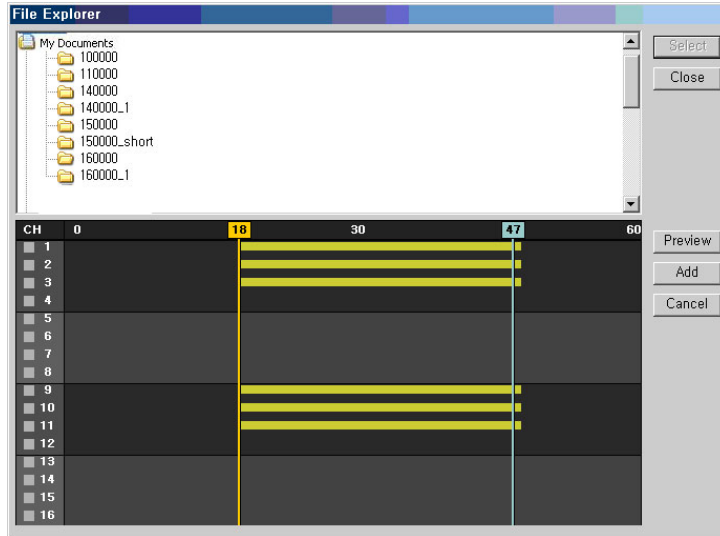 File Explorer
My Documents
100000
110000
140000
140000_1
150000
150000_short
160000
160000_1
Select
Close
CH 0 18 30 47 60
1
2
3
4
5
6
7
8
9
10
11
12
13
14
15
16
Preview
Add
Cancel